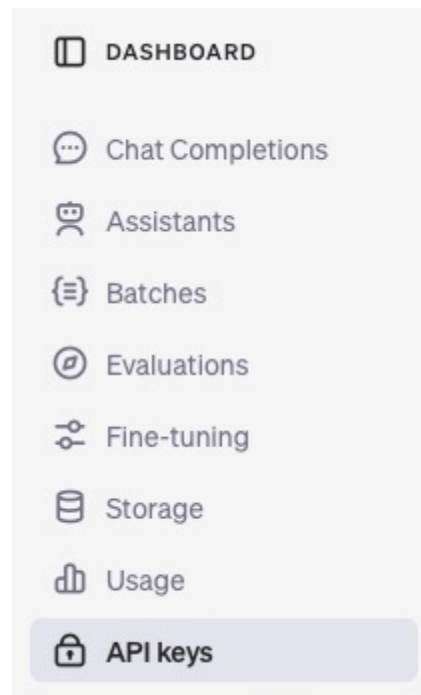 DASHBOARD
Chat Completions
Assistants
Batches
Evaluations
Fine-tuning
Storage
Usage
API keys